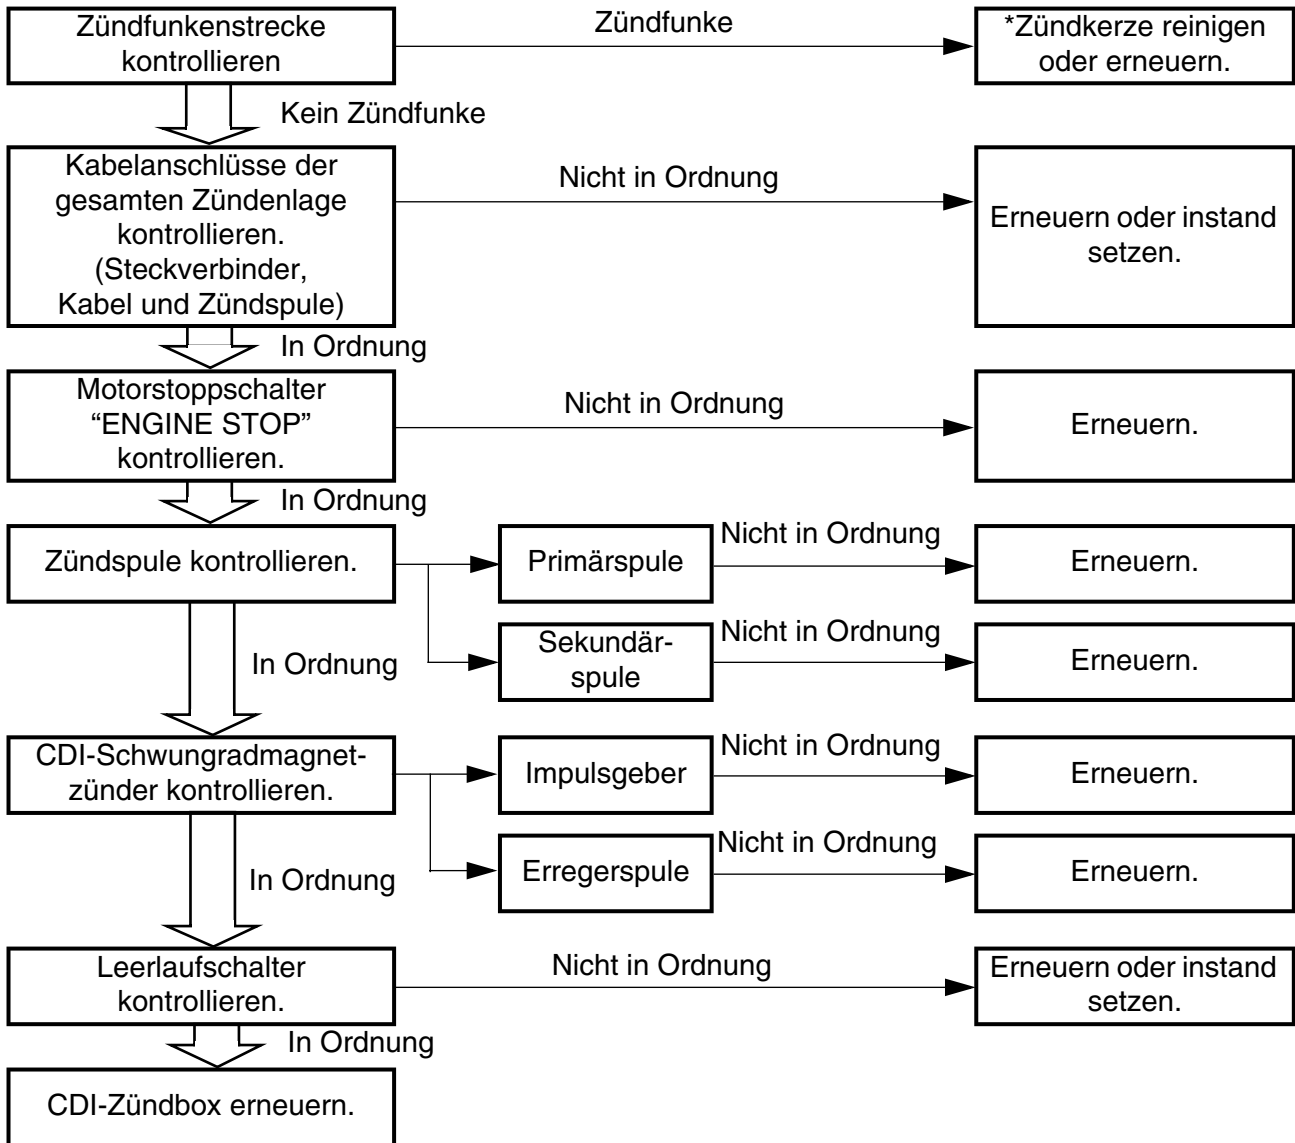 Zündfunkenstrecke
kontrollieren
Zündfunke
*Zündkerze reinigen
oder erneuern.
Kein Zündfunke
Kabelanschlüsse der
gesamten Zündenlage
kontrollieren.
(Steckverbinder,
Kabel und Zündspule)
Nicht in Ordnung
Erneuern oder instand
setzen.
In Ordnung
Motorstoppschalter
“ENGINE STOP”
kontrollieren.
Nicht in Ordnung
Erneuern.
In Ordnung
Zündspule kontrollieren.
Primärspule
Nicht in Ordnung
Erneuern.
Sekundär-
spule
Nicht in Ordnung
Erneuern.
In Ordnung
CDI-Schwungradmagnet-
zünder kontrollieren.
Impulsgeber
Nicht in Ordnung
Erneuern.
Erregerspule
Nicht in Ordnung
Erneuern.
In Ordnung
Leerlaufschalter
kontrollieren.
Nicht in Ordnung
Erneuern oder instand
setzen.
In Ordnung
CDI-Zündbox erneuern.